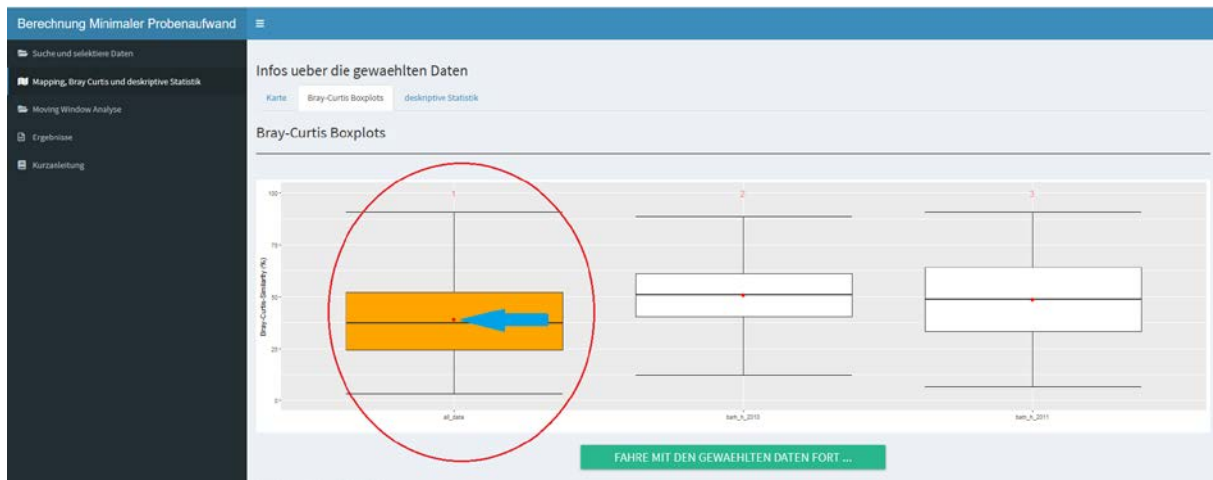 Berechnung Minimaler Probenaufwand
Suche und selektiere Daten
Mapping, Bray Curtis und deskriptive Statistik
Moving Window Analyse
Ergebnisse
Kurzanleitung
Infos ueber die gewaehlten Daten
Karte Bray-Curtis Boxplots deskriptive Statistik
Bray-Curtis Boxplots
Bray-Curtis-Similarity (%)
100
75
50
25
0
1 2 3
all_data bam_h_2010 bam_h_2011
FAHRE MIT DEN GEWAEHLTEN DATEN FORT ...